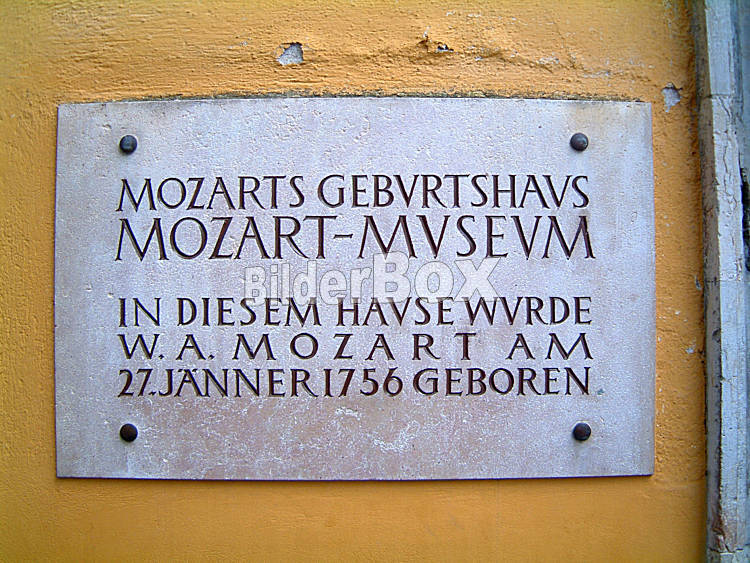 MOZARTS GEBVRTSHAVS
MOZART-MVSEVM
BilderBOX
IN DIESEM HAVSE WVRDE
W. A. MOZART AM
27. JÄNNER 1756 GEBOREN